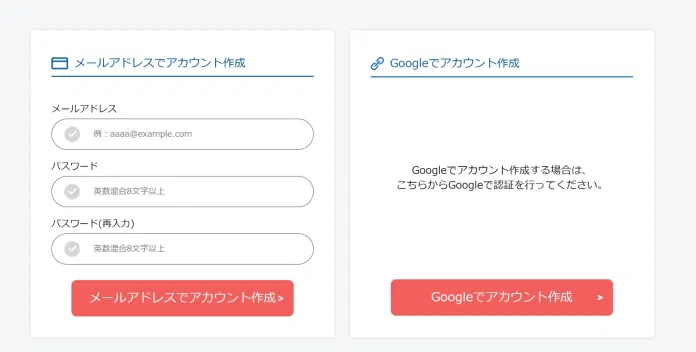 メールアドレスでアカウント作成
メールアドレス
例：aaaa@example.com
パスワード
英数混合8文字以上
パスワード(再入力)
英数混合8文字以上
メールアドレスでアカウント作成 >
Googleでアカウント作成
Googleでアカウント作成する場合は、
こちらからGoogleで認証を行ってください。
Googleでアカウント作成 >